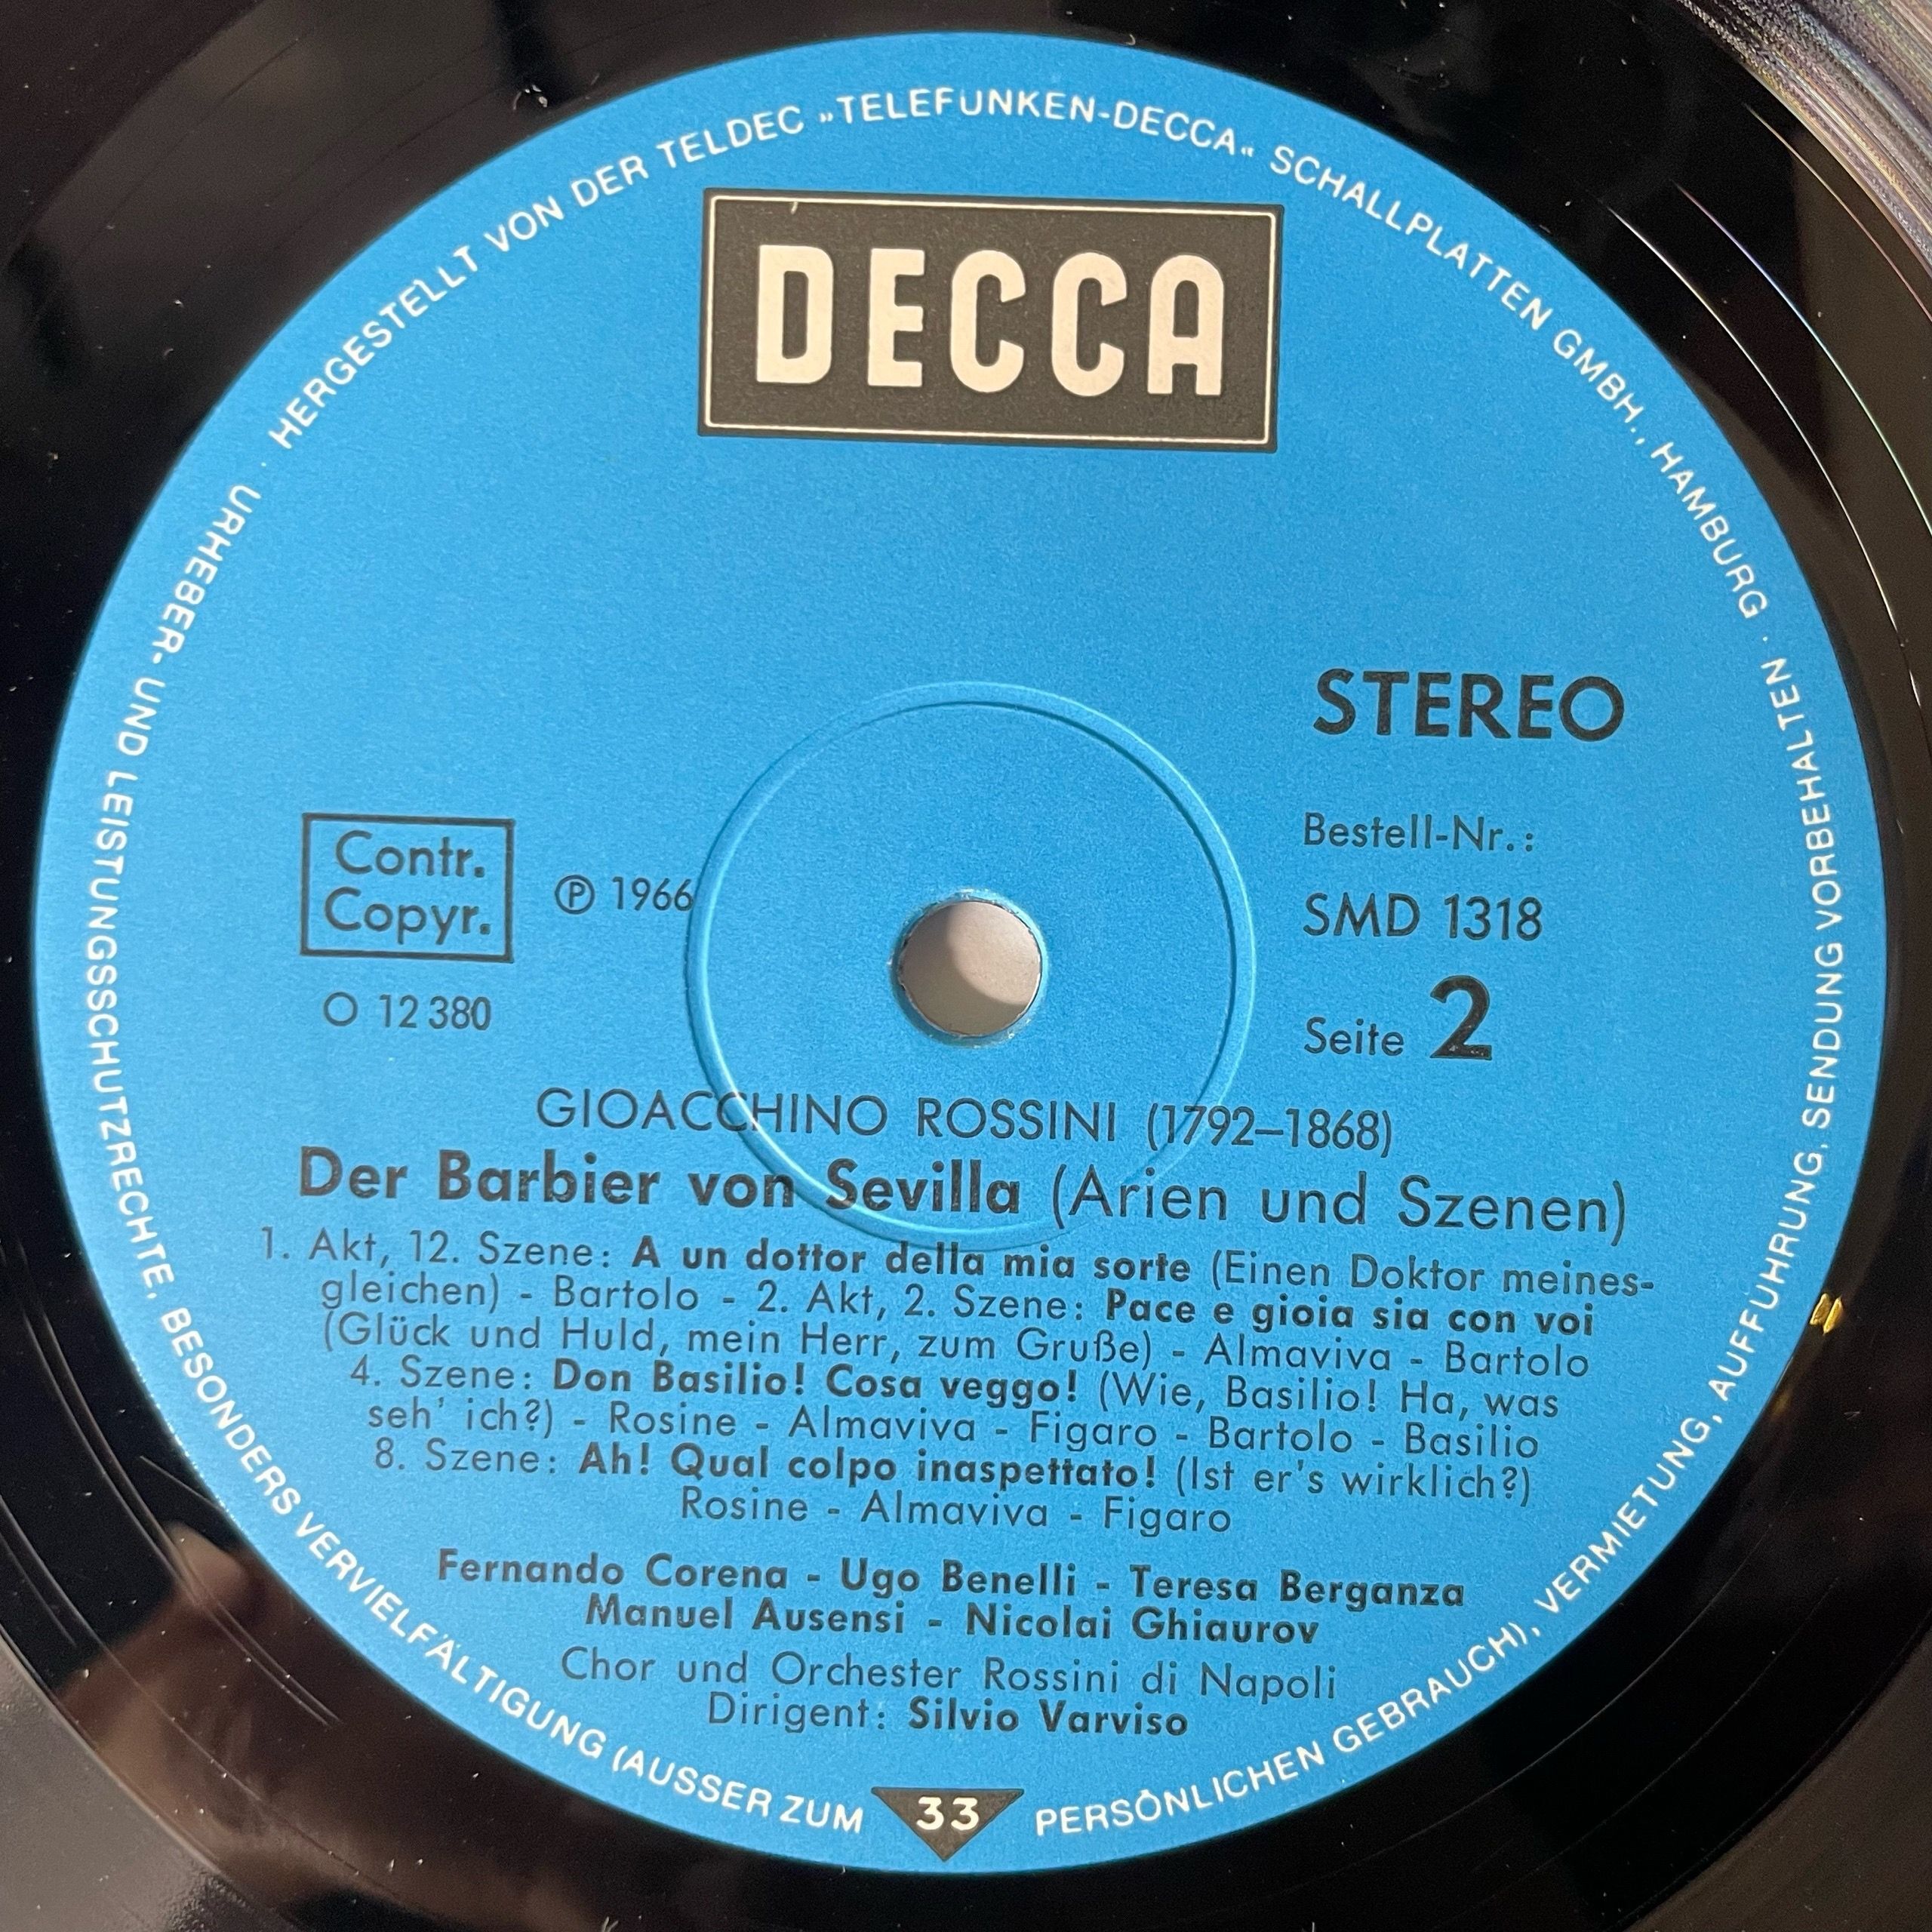 HERGESTELLT VON DER TELDEC »TELEFUNKEN-DECCA« SCHALLPLATTEN GMBH., HAMBURG ·
DECCA
STEREO
Bestell-Nr.:
Contr.
Copyr.
Ⓟ 1966
SMD 1318
O 12 380
Seite 2
GIOACCHINO ROSSINI (1792–1868)
Der Barbier von Sevilla (Arien und Szenen)
1. Akt, 12. Szene: A un dottor della mia sorte (Einen Doktor meines-
gleichen) - Bartolo - 2. Akt, 2. Szene: Pace e gioia sia con voi
(Glück und Huld, mein Herr, zum Gruße) - Almaviva - Bartolo
4. Szene: Don Basilio! Cosa veggo! (Wie, Basilio! Ha, was
seh' ich?) - Rosine - Almaviva - Figaro - Bartolo - Basilio
8. Szene: Ah! Qual colpo inaspettato! (Ist er's wirklich?)
Rosine - Almaviva - Figaro
Fernando Corena - Ugo Benelli - Teresa Berganza
Manuel Ausensi - Nicolai Ghiaurov
Chor und Orchester Rossini di Napoli
Dirigent: Silvio Varviso
33
URHEBER- UND LEISTUNGSSCHUTZRECHTE, BESONDERS VERVIELFÄLTIGUNG (AUSSER ZUM PERSÖNLICHEN GEBRAUCH), VERMIETUNG, AUFFÜHRUNG, SENDUNG VORBEHALTEN ·